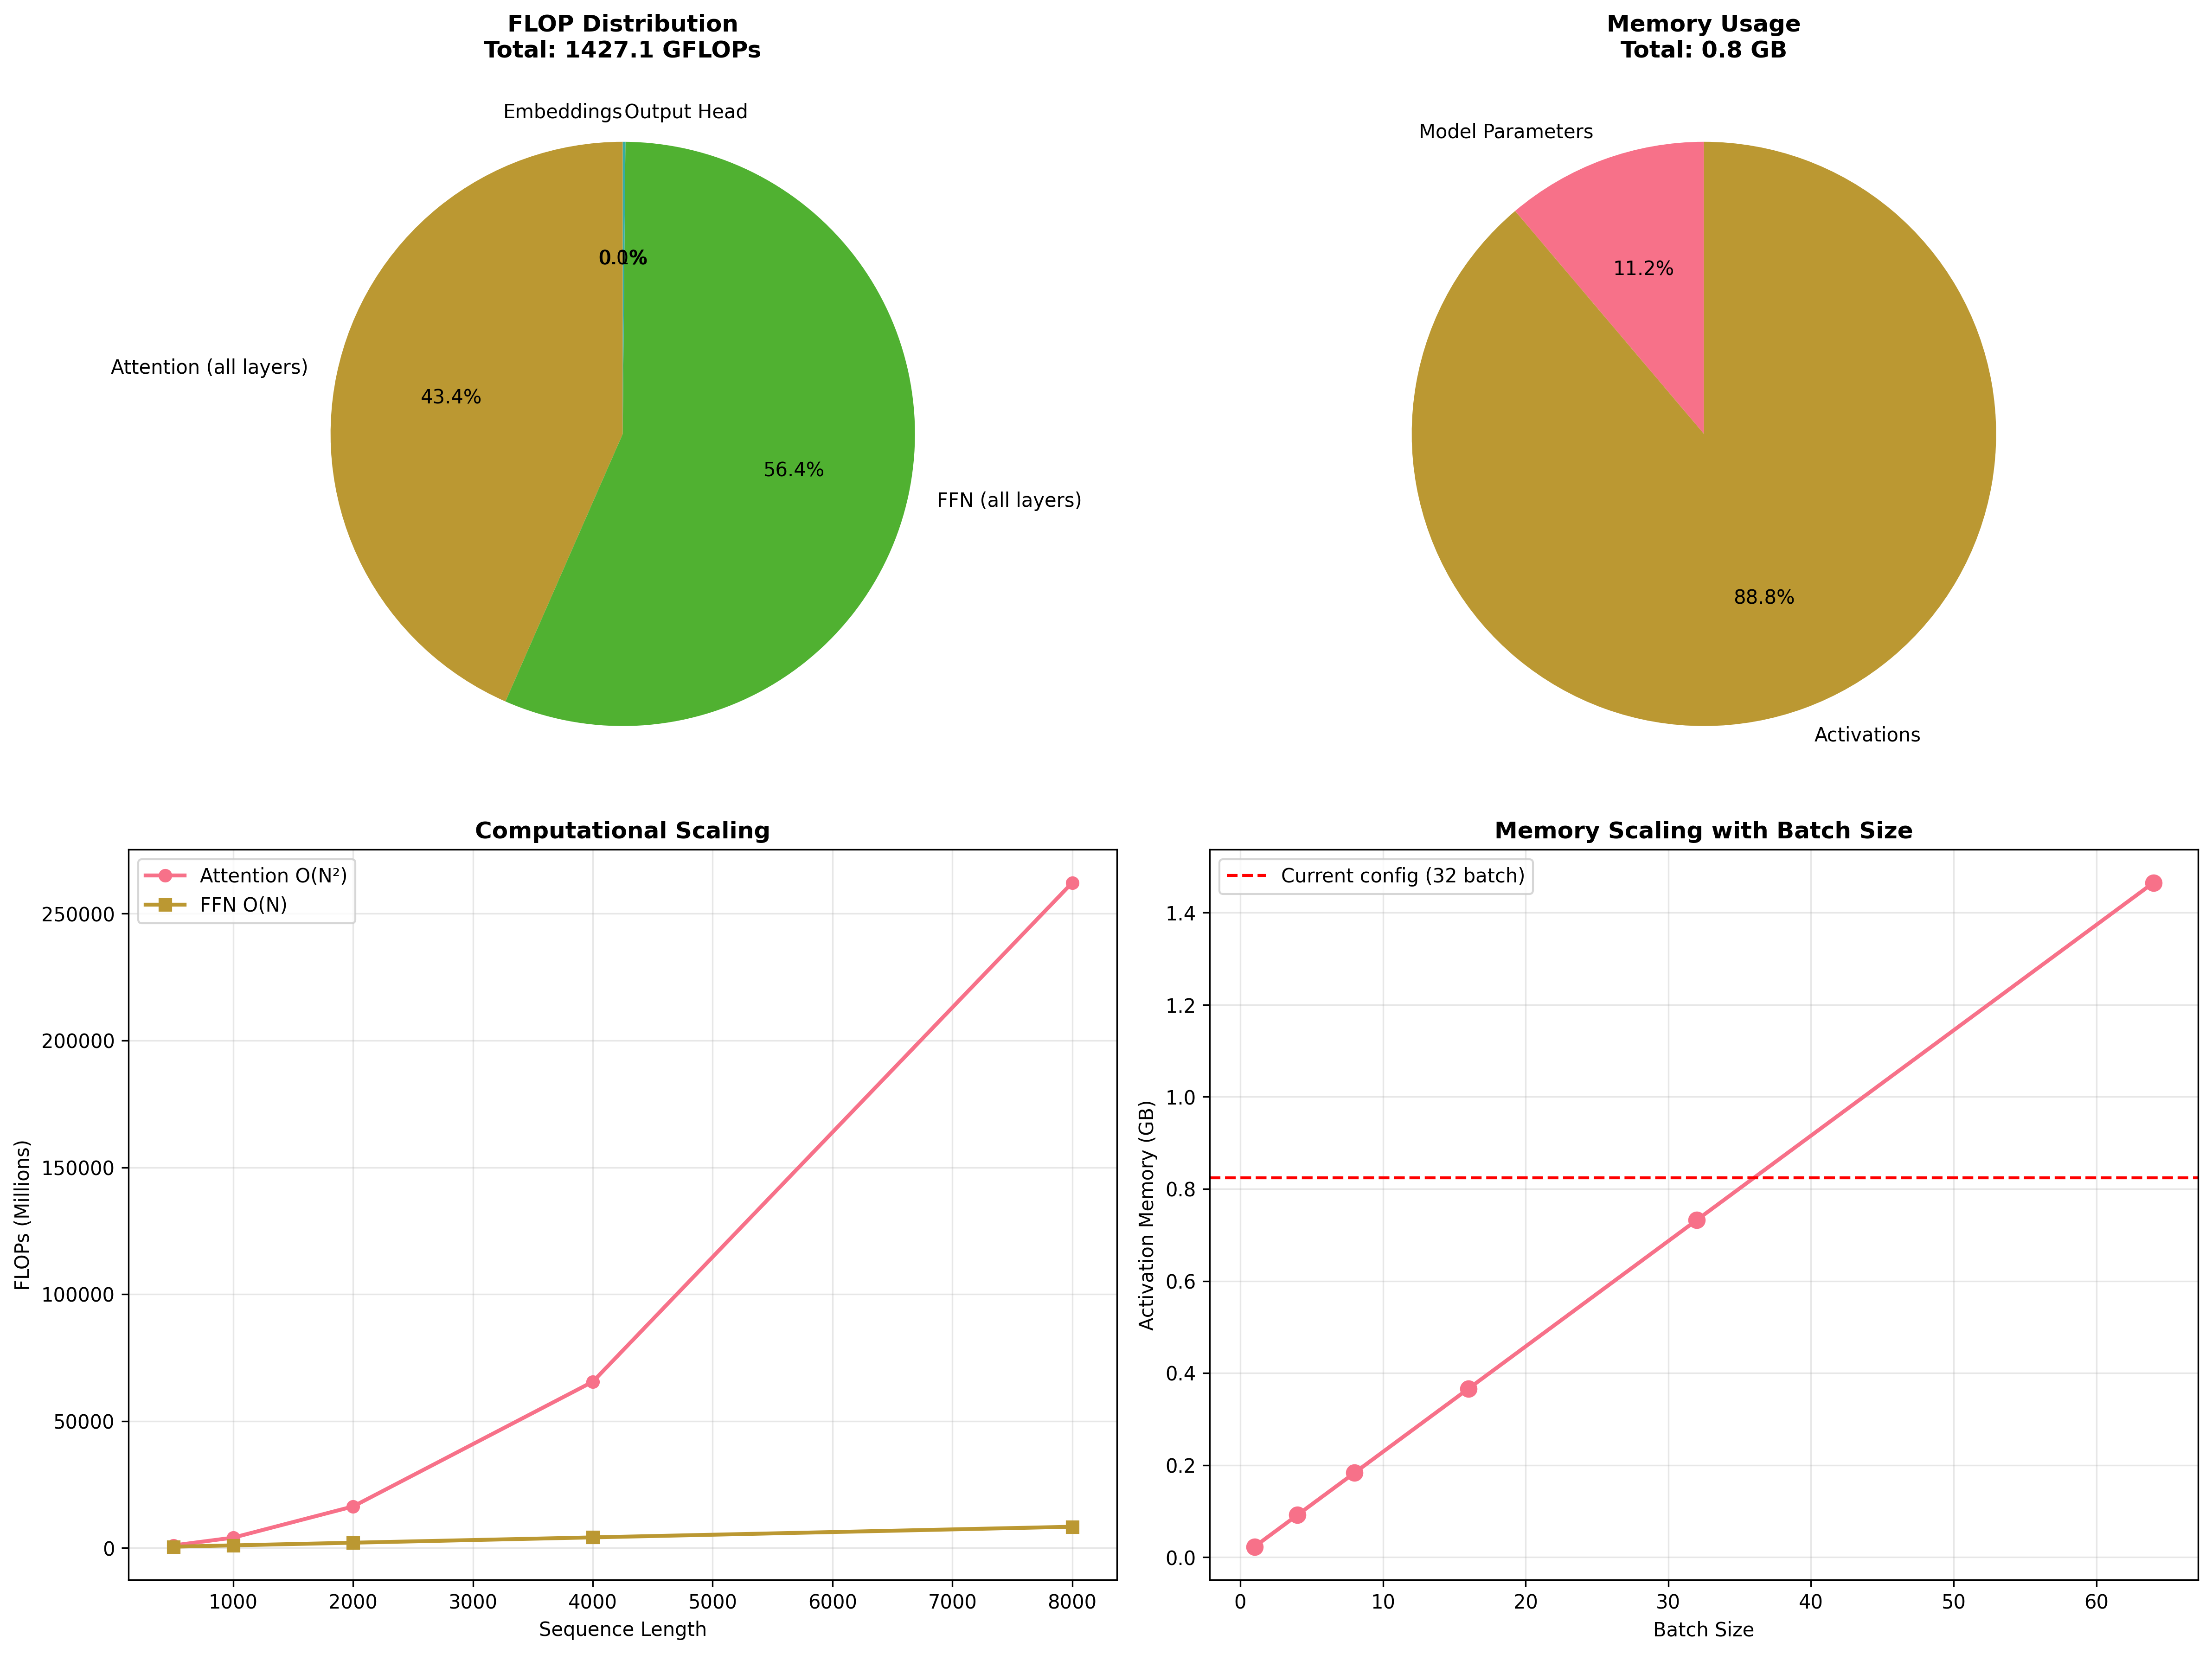 FLOP Distribution
Total: 1427.1 GFLOPs
Embeddings
Output Head
0.0%
0.1%
Attention (all layers)
43.4%
56.4%
FFN (all layers)
Memory Usage
Total: 0.8 GB
Model Parameters
11.2%
88.8%
Activations
Computational Scaling
Attention O(N²)
FFN O(N)
250000
200000
150000
100000
50000
0
FLOPs (Millions)
1000 2000 3000 4000 5000 6000 7000 8000
Sequence Length
Memory Scaling with Batch Size
Current config (32 batch)
1.4
1.2
1.0
0.8
0.6
0.4
0.2
0.0
Activation Memory (GB)
0 10 20 30 40 50 60
Batch Size